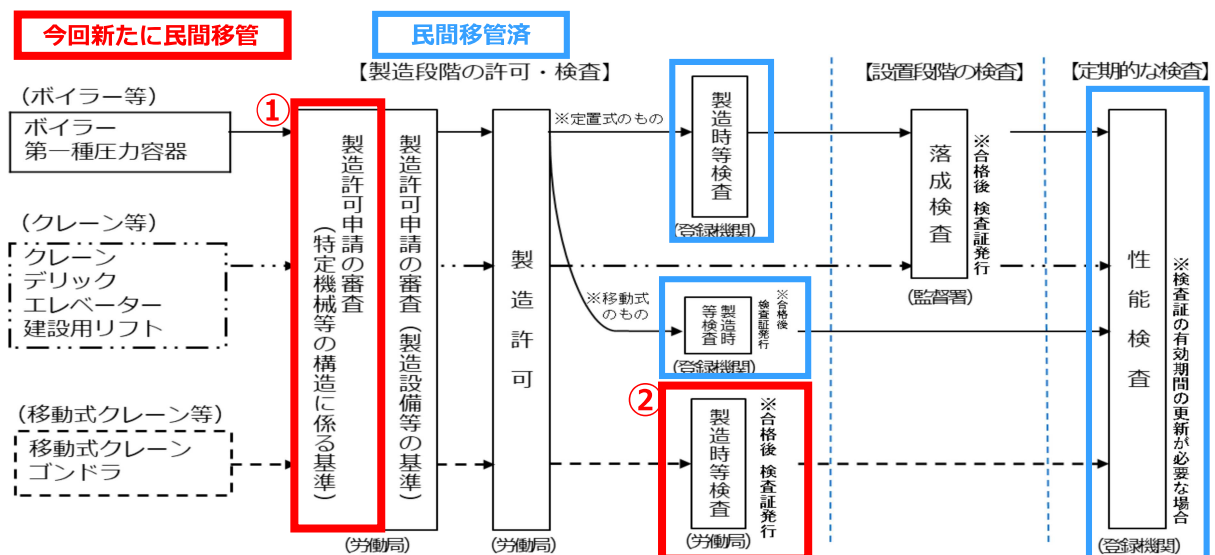 今回新たに民間移管
民間移管済
【製造段階の許可・検査】
【設置段階の検査】
【定期的な検査】
（ボイラー等）
ボイラー
第一種圧力容器
（クレーン等）
クレーン
デリック
エレベーター
建設用リフト
（移動式クレーン等）
移動式クレーン
ゴンドラ
①
製造許可申請の審査
（特定機械等の構造に係る基準）
製造許可申請の審査（製造設備等の基準）
（労働局）
製造許可
（労働局）
※定置式のもの
製造時等検査
（登録機関）
※移動式
のもの
製造時
等検査
※合格後
検査証発行
（登録機関）
②
製造時等検査
※合格後 検査証発行
（労働局）
落成検査
※合格後 検査証発行
（監督署）
性能検査
※検査証の有効期間の更新が必要な場合
（登録機関）